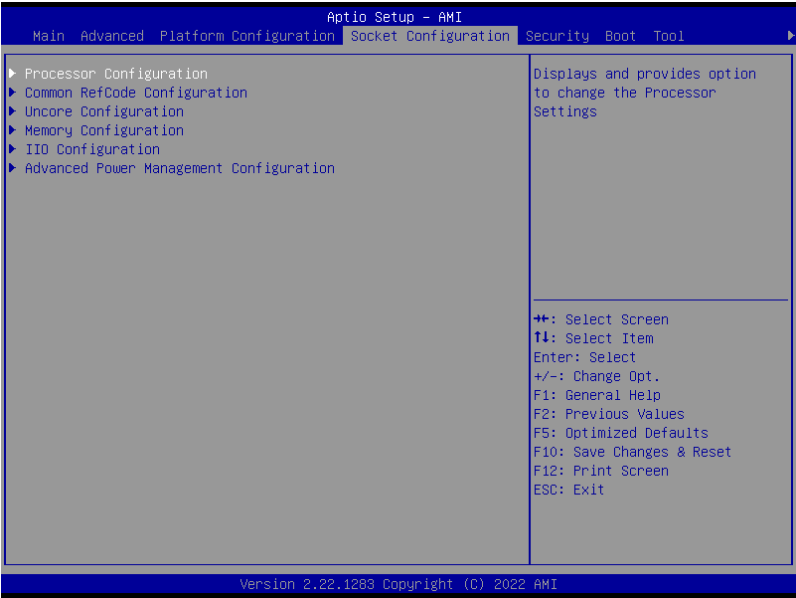 Aptio Setup – AMI
Main Advanced Platform Configuration Socket Configuration Security Boot Tool
Processor Configuration
Common RefCode Configuration
Uncore Configuration
Memory Configuration
IIO Configuration
Advanced Power Management Configuration
Displays and provides option
to change the Processor
Settings
→←: Select Screen
↑↓: Select Item
Enter: Select
+/-: Change Opt.
F1: General Help
F2: Previous Values
F5: Optimized Defaults
F10: Save Changes & Reset
F12: Print Screen
ESC: Exit
Version 2.22.1283 Copyright (C) 2022 AMI